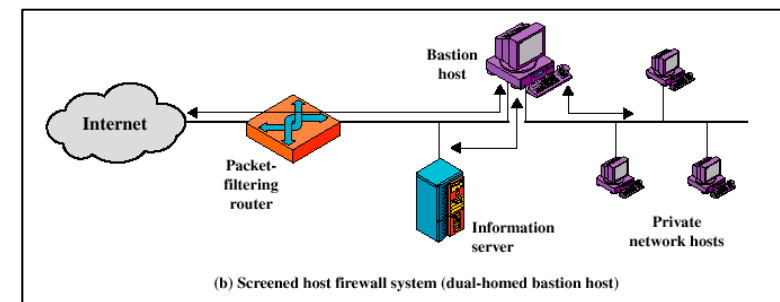 Bastion
host
Internet
Packet-
filtering
router
Information
server
Private
network hosts
(b) Screened host firewall system (dual-homed bastion host)